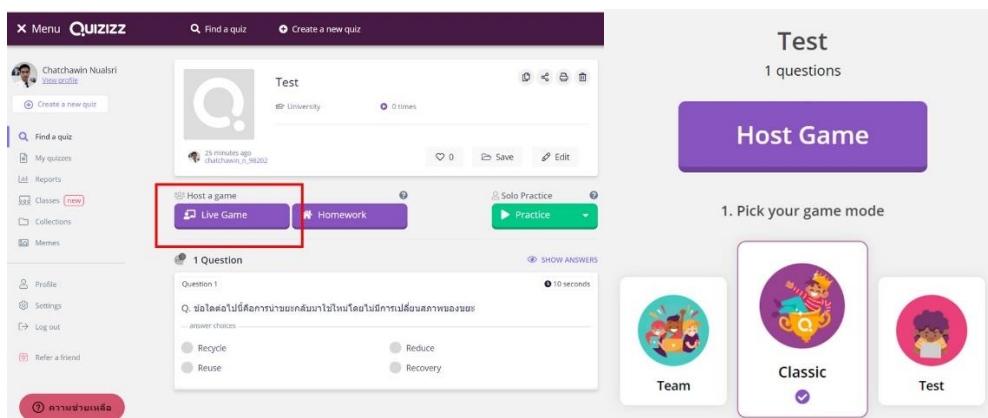 Menu QUIZIZZ
Find a quiz
Create a new quiz
Chatchawin Nualsri
View profile
Create a new quiz
Find a quiz
My quizzes
Reports
Classes new
Collections
Memes
Profile
Settings
Log out
Refer a friend
ความช่วยเหลือ
Test
University
0 times
25 minutes ago
chatchawin_n_98202
0
Save
Edit
Host a game
Live Game
Homework
Solo Practice
Practice
1 Question
SHOW ANSWERS
Question 1
10 seconds
Q. ข้อใดต่อไปนี้คือการนำขยะกลับมาใช้ใหม่โดยไม่มีการเปลี่ยนสภาพของขยะ
answer choices
Recycle
Reduce
Reuse
Recovery
Test
1 questions
Host Game
1. Pick your game mode
Team
Classic
Test